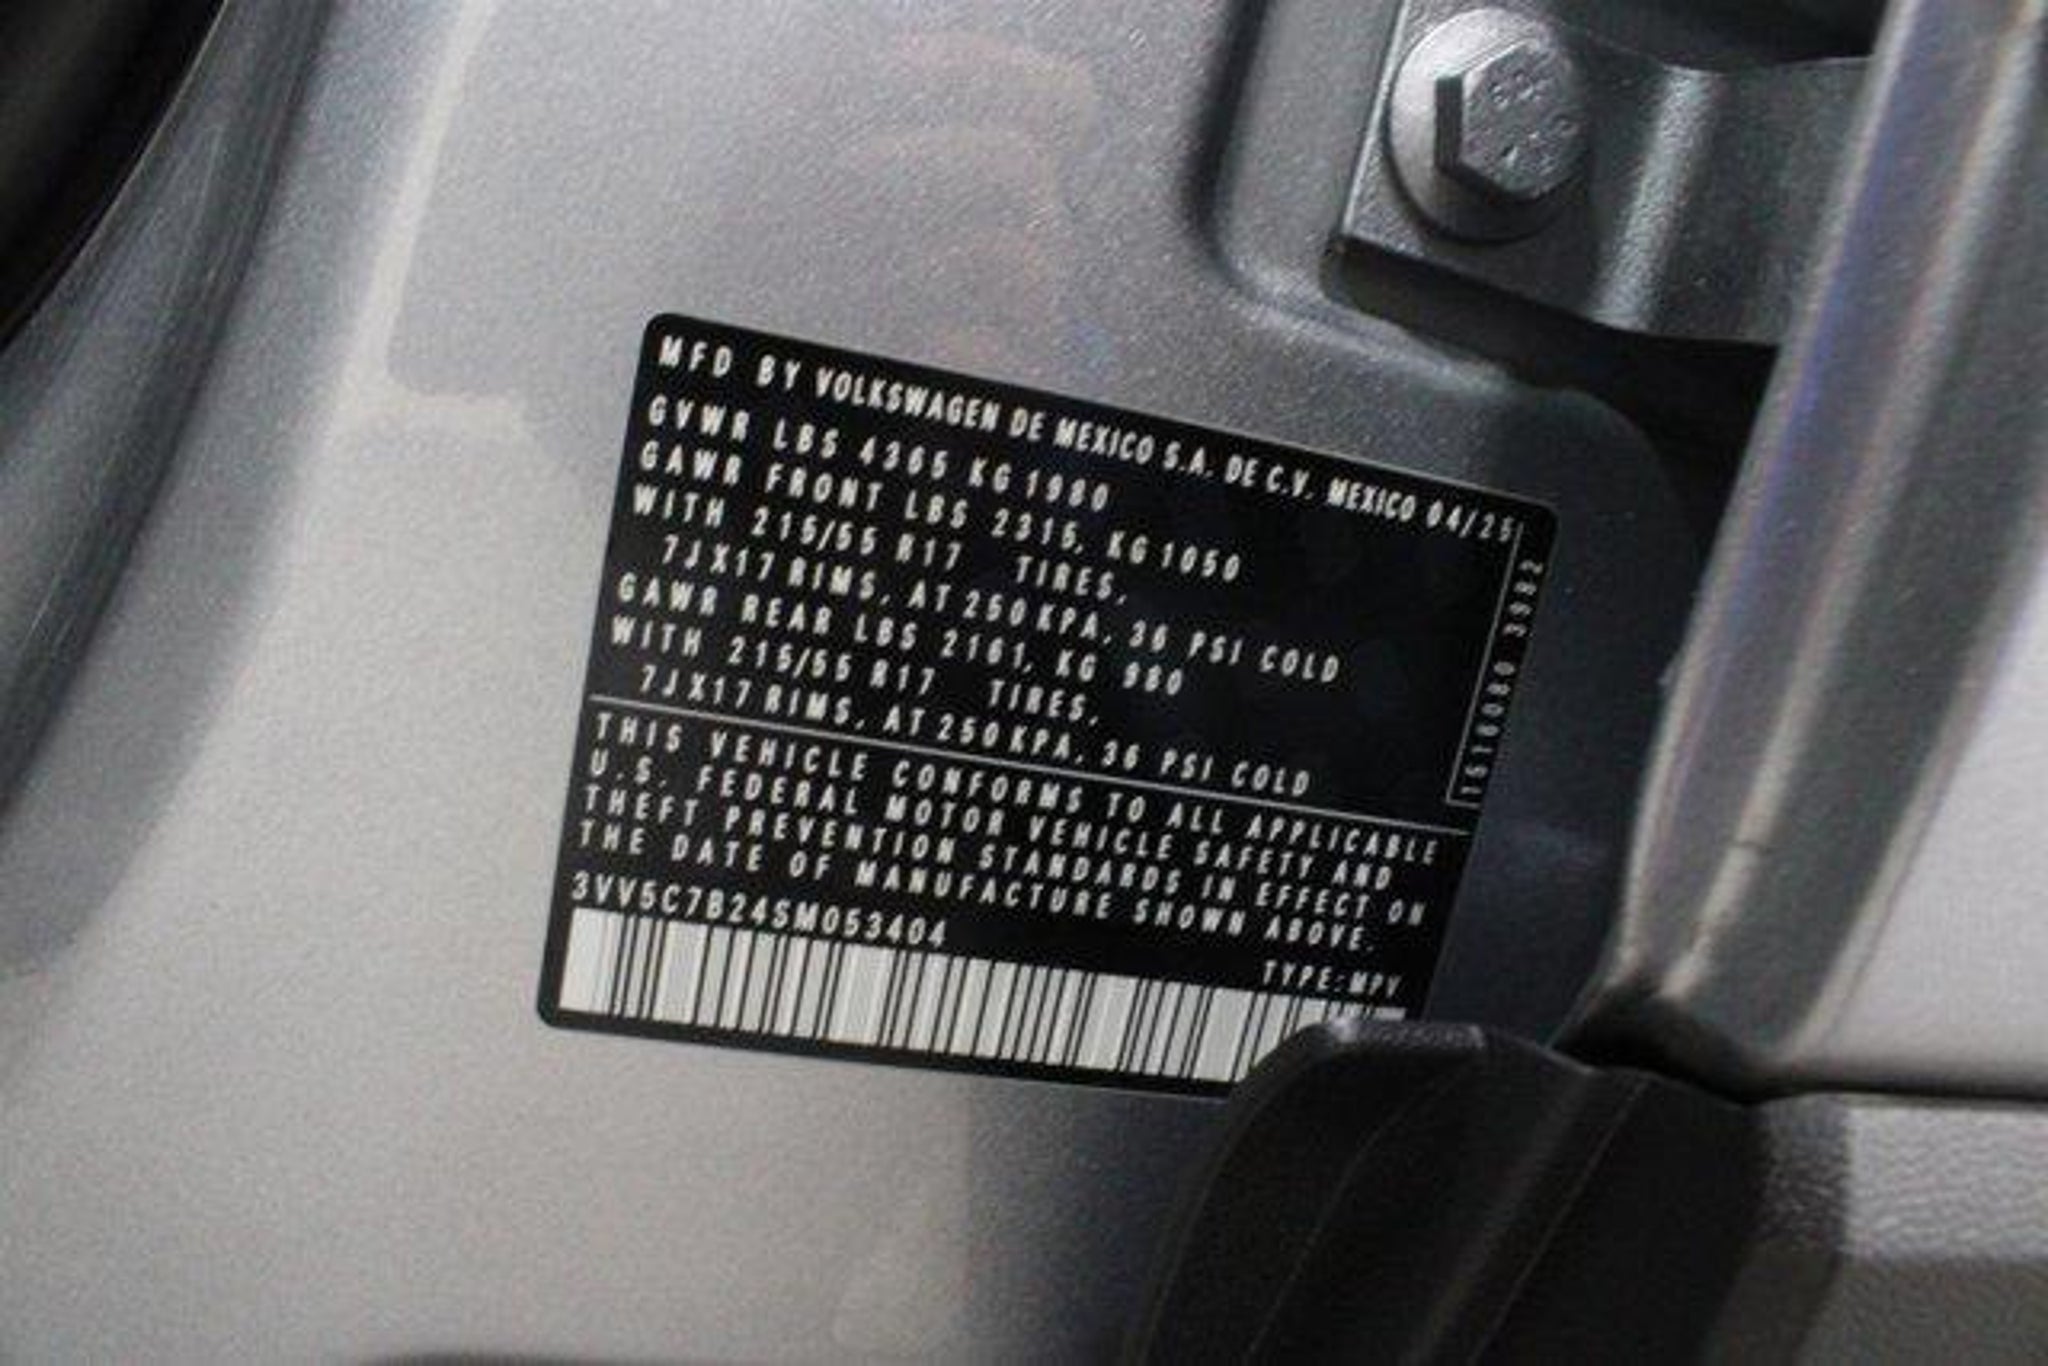 MFD BY VOLKSWAGEN DE MEXICO S.A. DE C.V. MEXICO 04/25
GVWR LBS 4365 KG 1980
GAWR FRONT LBS 2315, KG 1050
WITH 215/55 R17 TIRES,
7JX17 RIMS, AT 250 KPA, 36 PSI COLD
GAWR REAR LBS 2161, KG 980
WITH 215/55 R17 TIRES,
7JX17 RIMS, AT 250 KPA, 36 PSI COLD
THIS VEHICLE CONFORMS TO ALL APPLICABLE
U.S. FEDERAL MOTOR VEHICLE SAFETY AND
THEFT PREVENTION STANDARDS IN EFFECT ON
THE DATE OF MANUFACTURE SHOWN ABOVE.
3VV5C7B24SM053404
TYPE: MPV
3982